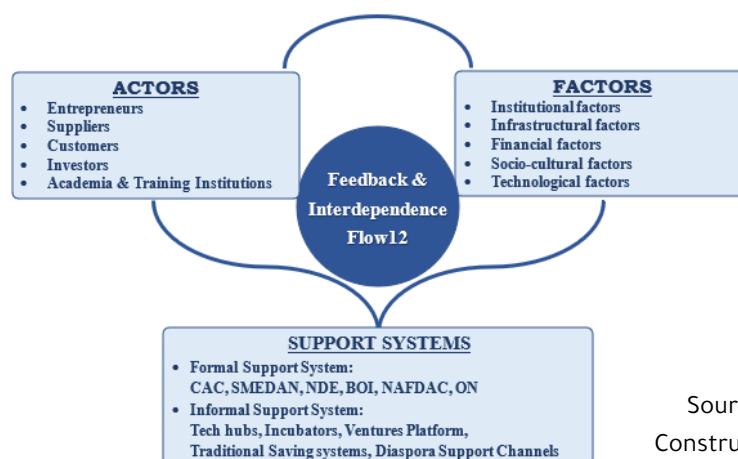 ACTORS
• Entrepreneurs
• Suppliers
• Customers
• Investors
• Academia & Training Institutions
FACTORS
• Institutional factors
• Infrastructural factors
• Financial factors
• Socio-cultural factors
• Technological factors
Feedback &
Interdependence
Flow12
SUPPORT SYSTEMS
• Formal Support System:
CAC, SMEDAN, NDE, BOI, NAFDAC, ON
• Informal Support System:
Tech hubs, Incubators, Ventures Platform,
Traditional Saving systems, Diaspora Support Channels
Sour
Constru